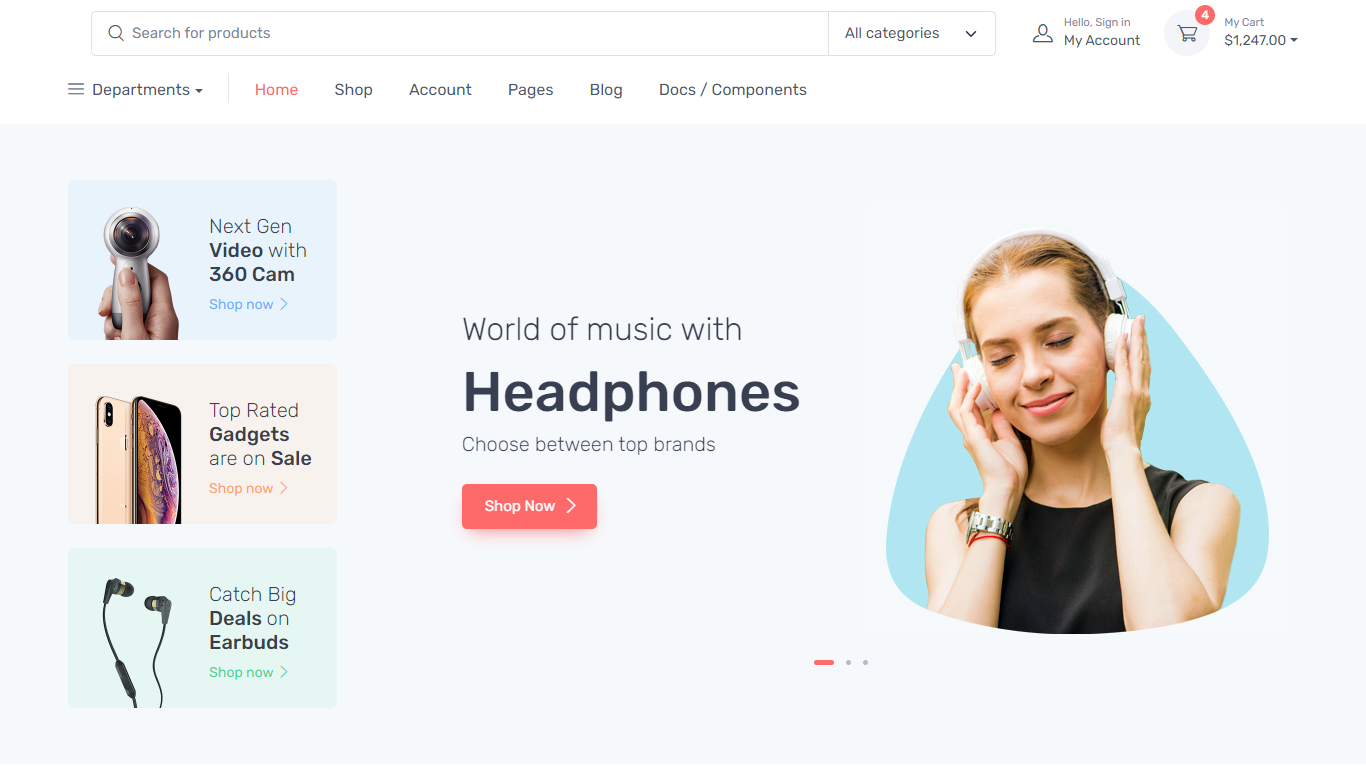 Search for products
All categories
Hello, Sign in
My Account
4
My Cart
$1,247.00
Departments
Home
Shop
Account
Pages
Blog
Docs / Components
Next Gen
Video with
360 Cam
Shop now
Top Rated
Gadgets
are on Sale
Shop now
Catch Big
Deals on
Earbuds
Shop now
World of music with
Headphones
Choose between top brands
Shop Now